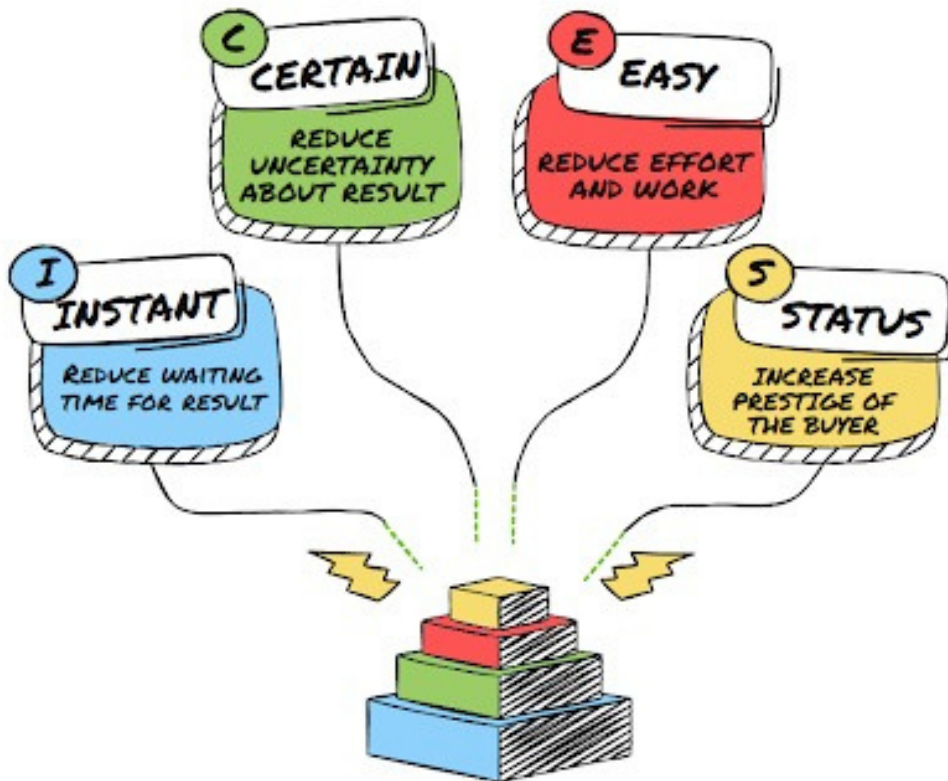 C
CERTAIN
REDUCE
UNCERTAINTY
ABOUT RESULT
E
EASY
REDUCE EFFORT
AND WORK
I
INSTANT
REDUCE WAITING
TIME FOR RESULT
S
STATUS
INCREASE
PRESTIGE OF
THE BUYER